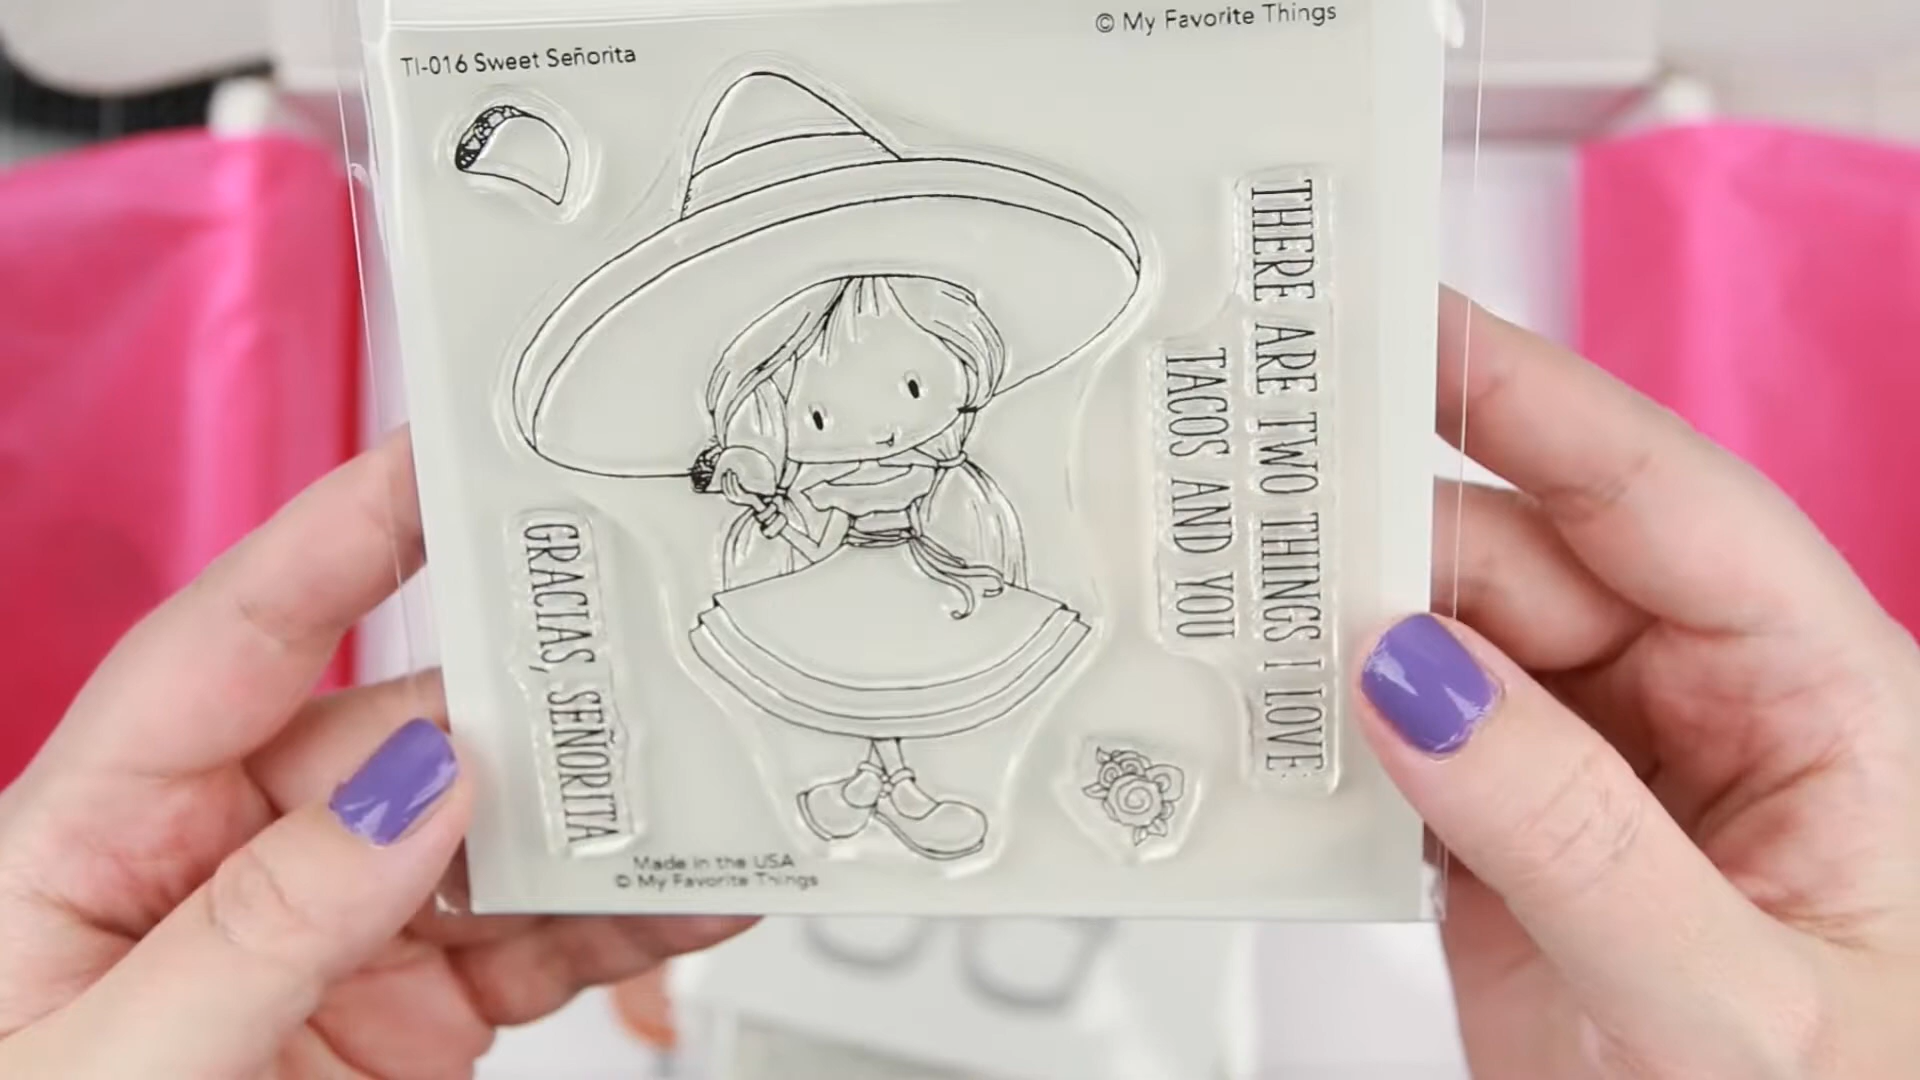 TI-016 Sweet Señorita
© My Favorite Things
THERE ARE TWO THINGS I LOVE
TACOS AND YOU
GRACIAS, SEÑORITA
Made in the USA
© My Favorite Things